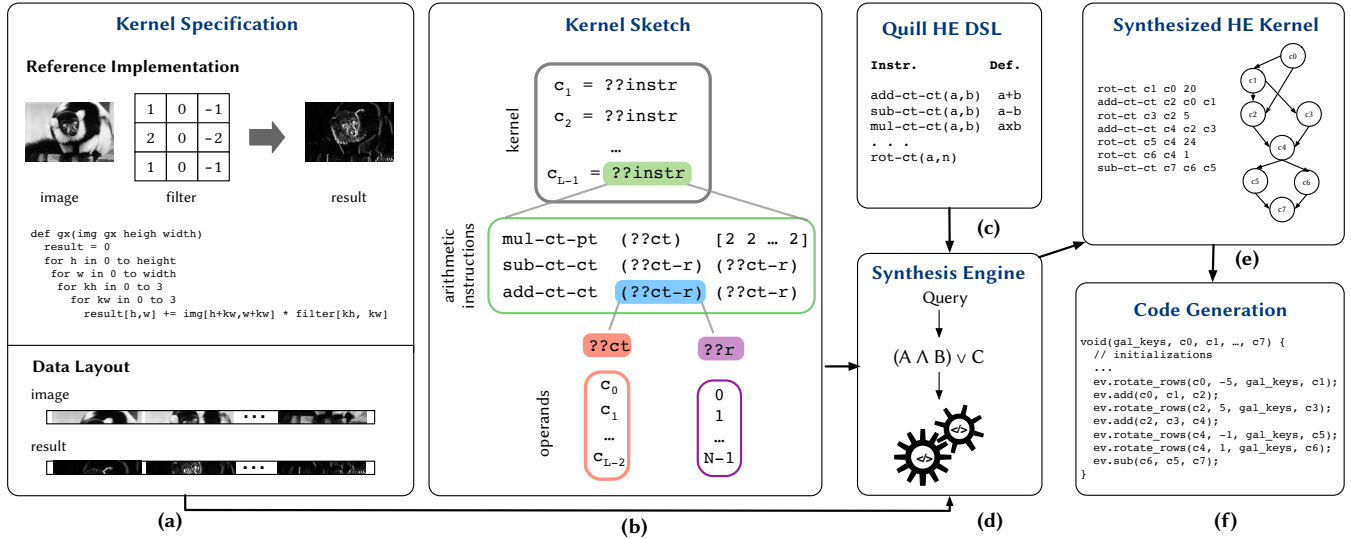 Kernel Specification
Reference Implementation
1 0 -1
2 0 -2
1 0 -1
image
filter
result
def gx(img gx heigh width)
result = 0
for h in 0 to height
for w in 0 to width
for kh in 0 to 3
for kw in 0 to 3
result[h,w] += img[h+kw,w+kw] * filter[kh, kw]
Data Layout
image
...
result
...
(a)
Kernel Sketch
kernel
c1 = ??instr
c2 = ??instr
…
cL-1 = ??instr
arithmetic
instructions
mul-ct-pt (??ct) [2 2 … 2]
sub-ct-ct (??ct-r) (??ct-r)
add-ct-ct (??ct-r) (??ct-r)
??ct
??r
operands
c0
c1
…
cL-2
0
1
…
N-1
(b)
Quill HE DSL
Instr. Def.
add-ct-ct(a,b) a+b
sub-ct-ct(a,b) a-b
mul-ct-ct(a,b) axb
. . .
rot-ct(a,n)
(c)
Synthesis Engine
Query
(A ∧ B) ∨ C
</>
</>
(d)
Synthesized HE Kernel
rot-ct c1 c0 20
add-ct-ct c2 c0 c1
rot-ct c3 c2 5
add-ct-ct c4 c2 c3
rot-ct c5 c4 24
rot-ct c6 c4 1
sub-ct-ct c7 c6 c5
c0
c1
c2
c3
c4
c5
c6
c7
(e)
Code Generation
void(gal_keys, c0, c1, …, c7) {
// initializations
...
ev.rotate_rows(c0, -5, gal_keys, c1);
ev.add(c0, c1, c2);
ev.rotate_rows(c2, 5, gal_keys, c3);
ev.add(c2, c3, c4);
ev.rotate_rows(c4, -1, gal_keys, c5);
ev.rotate_rows(c4, 1, gal_keys, c6);
ev.sub(c6, c5, c7);
}
(f)